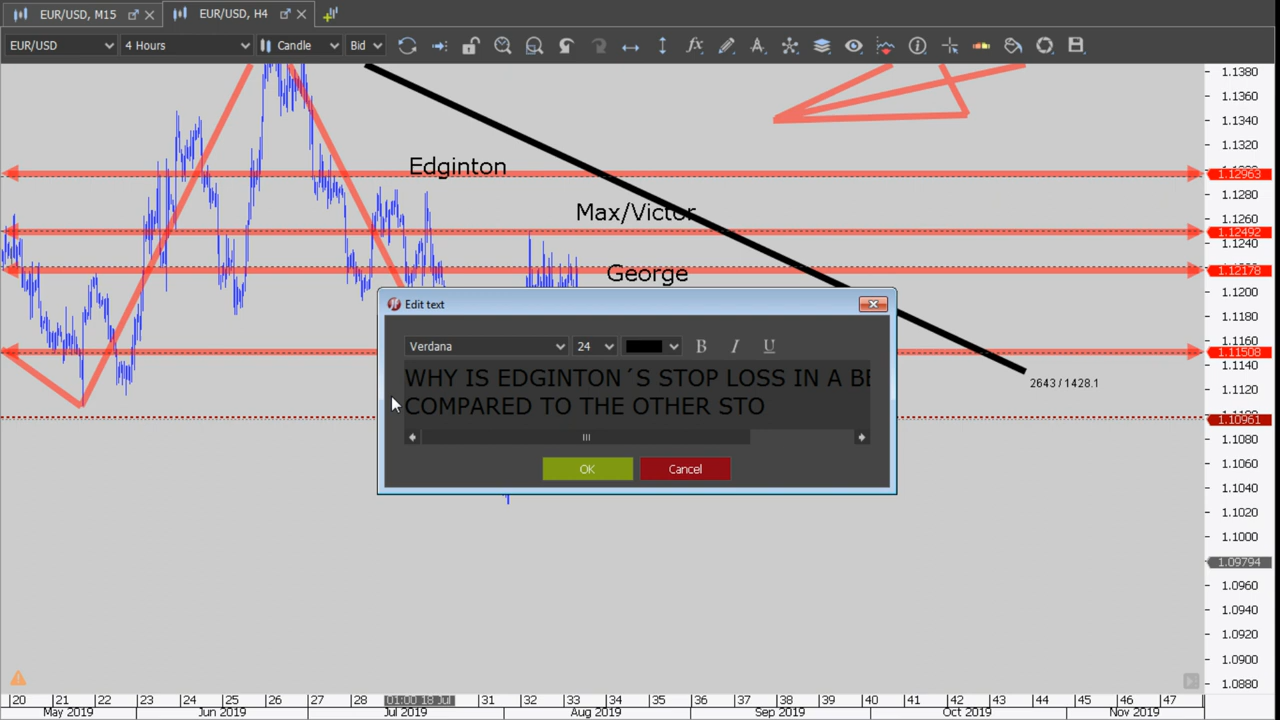 EUR/USD, M15
EUR/USD, H4
EUR/USD 4 Hours Candle Bid
1.1380
1.1360
1.1340
1.1320
Edginton
1.12963
1.1280
Max/Victor
1.1260
1.12492
1.1240
George
1.12178
1.1200
Edit text
1.1180
Verdana 24 B I U
1.1160
1.11508
WHY IS EDGINTON´S STOP LOSS IN A BE
1.1140
2643 / 1428.1
1.1120
COMPARED TO THE OTHER STO
1.10961
1.1080
OK Cancel
1.1060
1.1040
1.1020
1.1000
1.09794
1.0960
1.0940
1.0920
1.0900
1.0880
20 21 22 23 24 25 26 27 28 01:00 18 Jul 31 32 33 34 35 36 37 38 39 40 41 42 43 44 45 46 47
May 2019 Jun 2019 Jul 2019 Aug 2019 Sep 2019 Oct 2019 Nov 2019